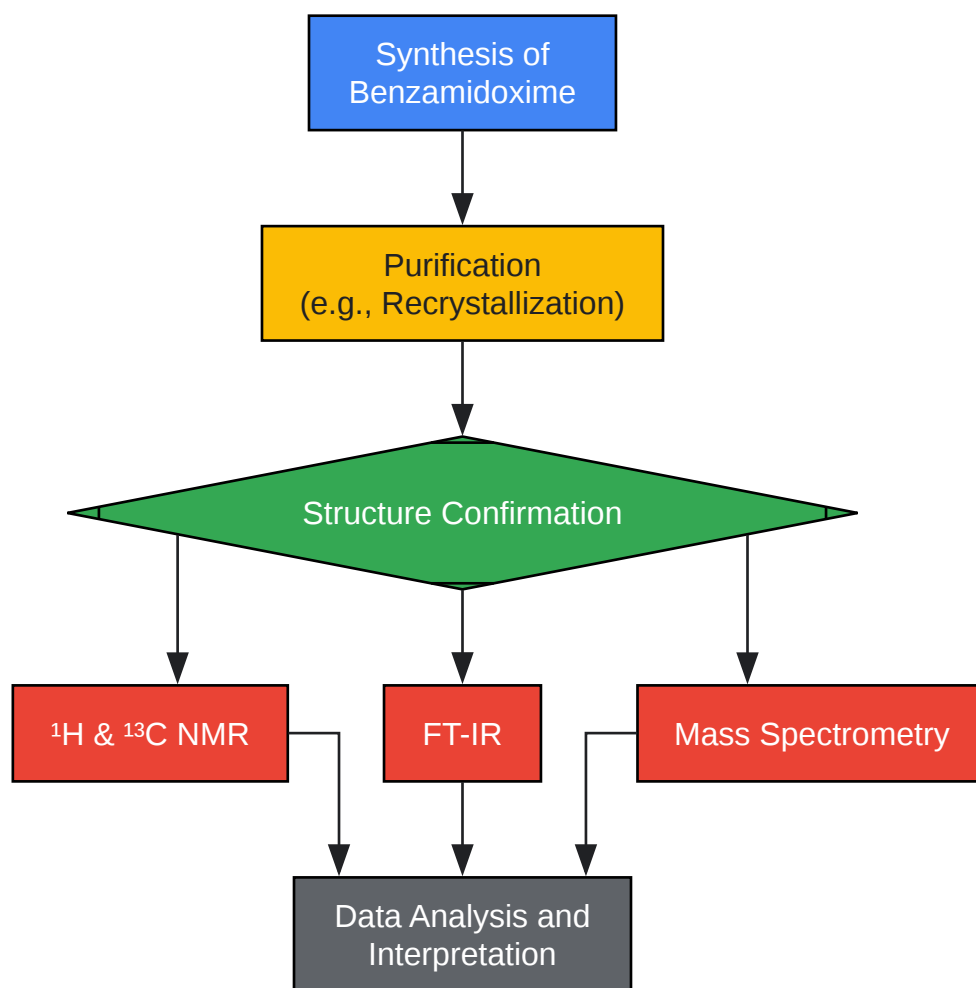 Synthesis of
Benzamidoxime
Purification
(e.g., Recrystallization)
Structure Confirmation
¹H & ¹³C NMR
FT-IR
Mass Spectrometry
Data Analysis and
Interpretation